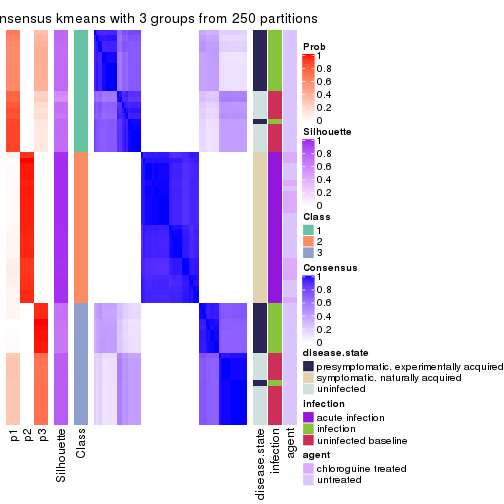 nsensus kmeans with 3 groups from 250 partitions
Prob
1
0.8
0.6
0.4
0.2
0
Silhouette
1
0.8
0.6
0.4
0.2
0
Class
1
2
3
Consensus
1
0.8
0.6
0.4
0.2
0
disease.state
presymptomatic. experimentally acquired
symptomatic. naturally acquired
uninfected
infection
acute infection
infection
uninfected baseline
agent
chloroguine treated
untreated
p1
p2
p3
Silhouette
Class
disease.state
infection
agent